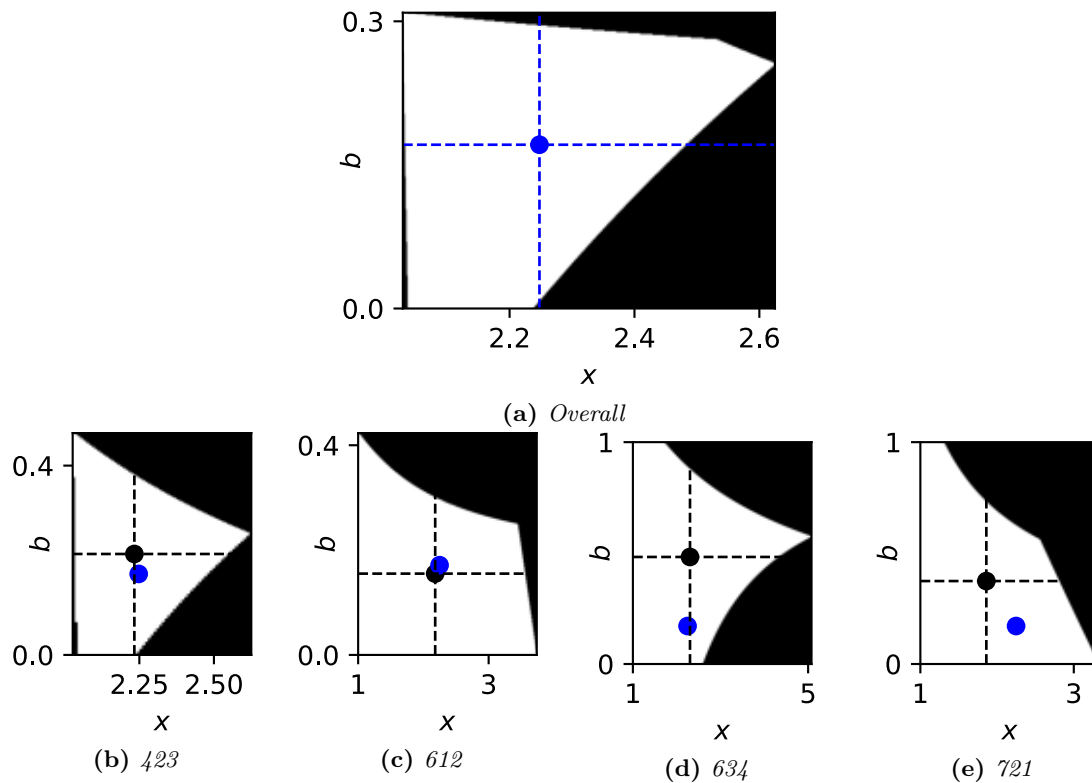 0.3
b
0.0
2.2 2.4 2.6
x
(a) Overall
0.4
b
0.0
2.25 2.50
x
(b) 423
0.4
b
0.0
1 3
x
(c) 612
1
b
0
1 5
x
(d) 634
1
b
0
1 3
x
(e) 721